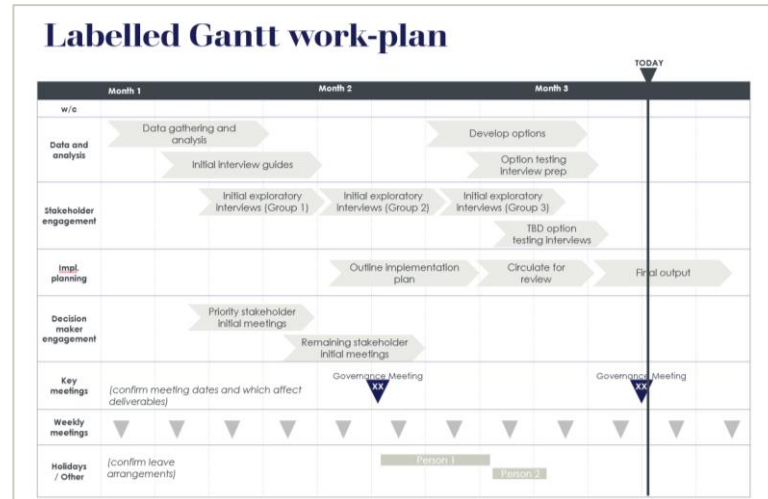 Labelled Gantt work-plan
TODAY
Month 1
Month 2
Month 3
w/c
Data and
analysis
Data gathering and
analysis
Develop options
Initial interview guides
Option testing
interview prep
Stakeholder
engagement
Initial exploratory
interviews (Group 1)
Initial exploratory
interviews (Group 2)
Initial exploratory
interviews (Group 3)
TBD option
testing interviews
Impl.
planning
Outline implementation
plan
Circulate for
review
Final output
Decision
maker
engagement
Priority stakeholder
initial meetings
Remaining stakeholder
initial meetings
Key
meetings
(confirm meeting dates and which affect
deliverables)
Governance Meeting
XX
Governance Meeting
XX
Weekly
meetings
Holidays
/ Other
(confirm leave
arrangements)
Person 1
Person 2